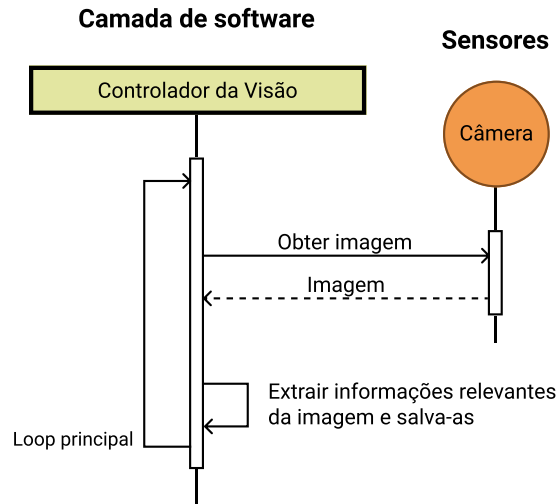 Camada de software
Sensores
Controlador da Visão
Câmera
Obter imagem
Imagem
Extrair informações relevantes
da imagem e salva-as
Loop principal